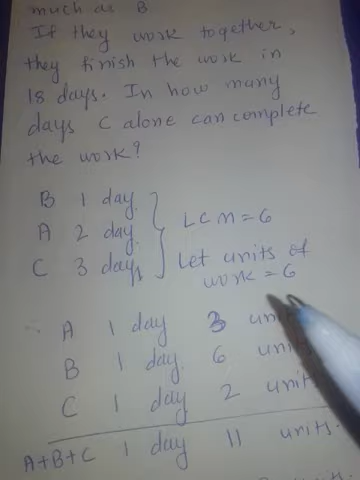 much as B
If they work together,
they finish the work in
18 days. In how many
days C alone can complete
the work?
B 1 day
A 2 day
C 3 days
LCM = 6
Let units of
work = 6
∴ A 1 day 3
B 1 day 6
C 1 day 2 unit
A+B+C 1 day 11 units.